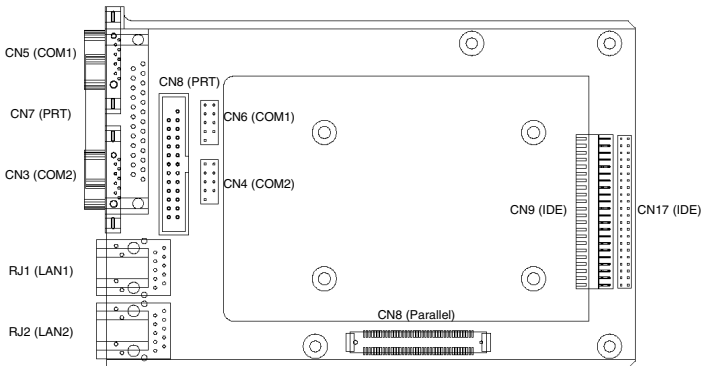 CN5 (COM1)
CN8 (PRT)
CN7 (PRT)
CN6 (COM1)
CN3 (COM2)
CN4 (COM2)
CN9 (IDE)
CN17 (IDE)
RJ1 (LAN1)
CN8 (Parallel)
RJ2 (LAN2)